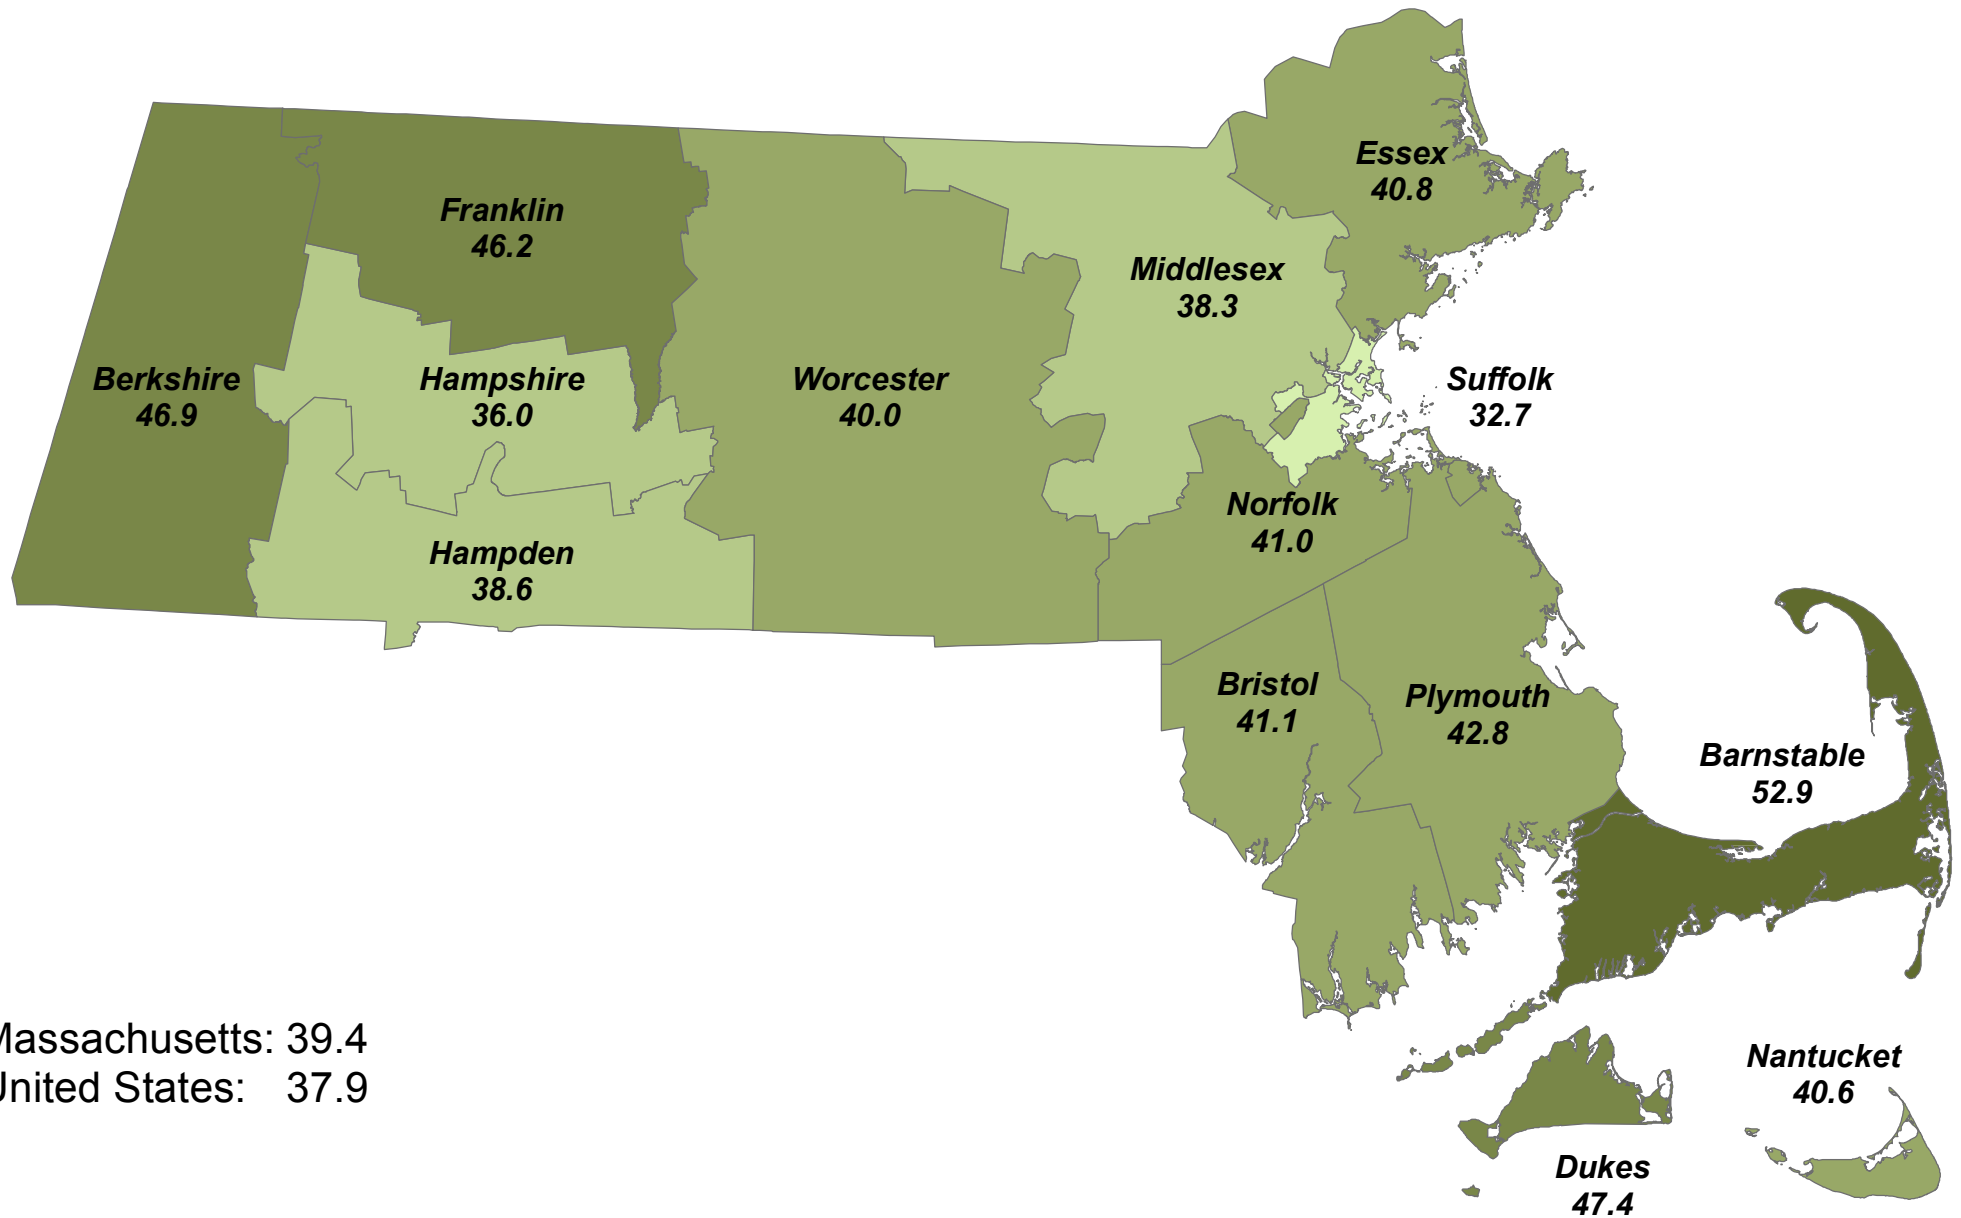 Essex
40.8
Franklin
46.2
Middlesex
38.3
Berkshire
46.9
Hampshire
36.0
Worcester
40.0
Suffolk
32.7
Norfolk
41.0
Hampden
38.6
Bristol
41.1
Plymouth
42.8
Barnstable
52.9
Massachusetts: 39.4
United States: 37.9
Nantucket
40.6
Dukes
47.4